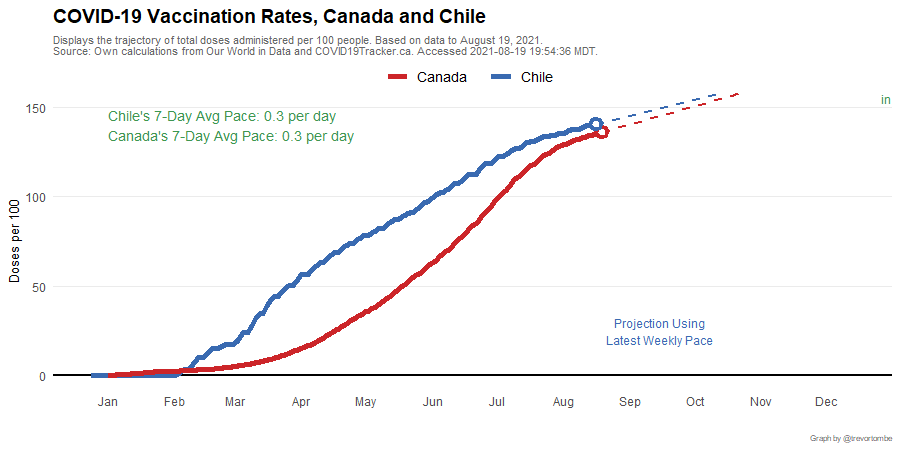 COVID-19 Vaccination Rates, Canada and Chile
Displays the trajectory of total doses administered per 100 people. Based on data to August 19, 2021.
Source: Own calculations from Our World in Data and COVID19Tracker.ca. Accessed 2021-08-19 19:54:36 MDT.
Canada Chile
Chile's 7-Day Avg Pace: 0.3 per day
Canada's 7-Day Avg Pace: 0.3 per day
in
Doses per 100
150
100
50
0
Projection Using
Latest Weekly Pace
Jan Feb Mar Apr May Jun Jul Aug Sep Oct Nov Dec
Graph by @trevortombe